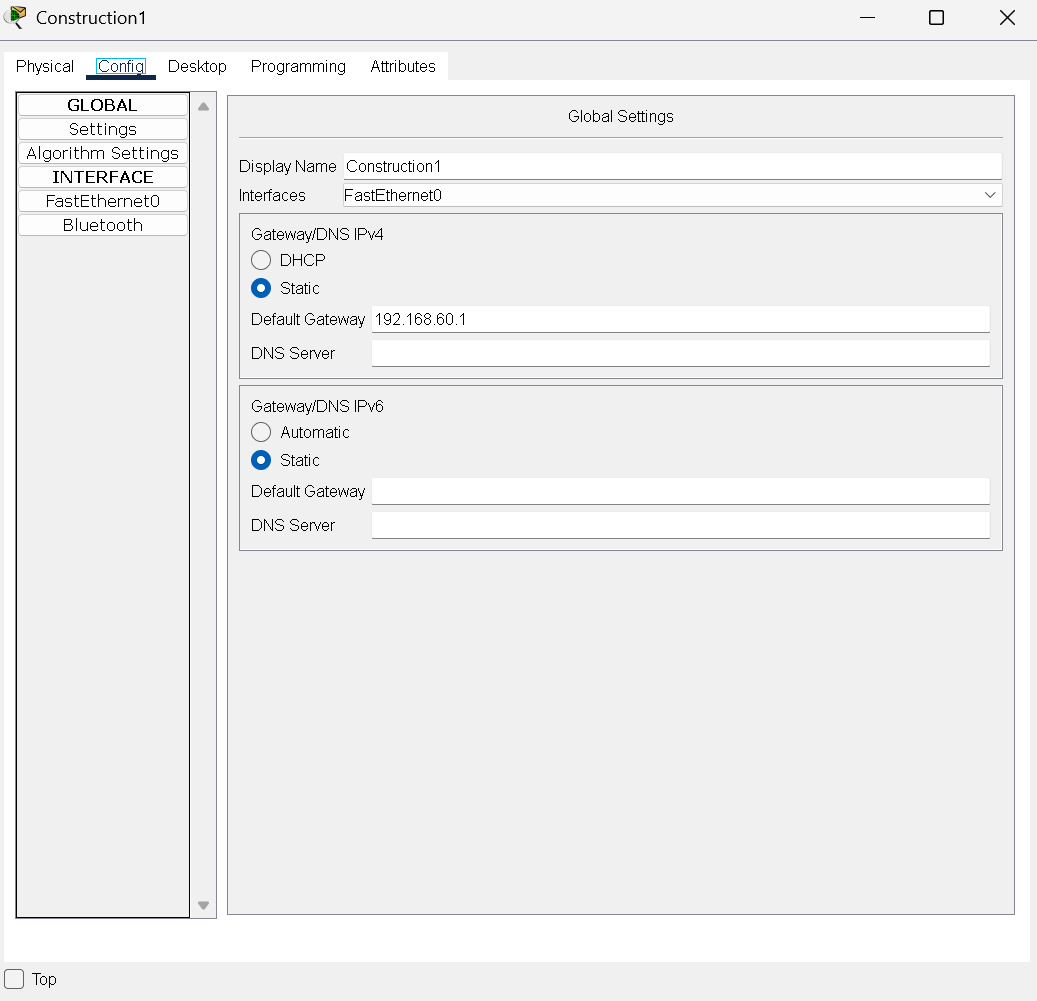 Construction1
Physical Config Desktop Programming Attributes
GLOBAL
Settings
Algorithm Settings
INTERFACE
FastEthernet0
Bluetooth
Global Settings
Display Name Construction1
Interfaces FastEthernet0
Gateway/DNS IPv4
DHCP
Static
Default Gateway 192.168.60.1
DNS Server
Gateway/DNS IPv6
Automatic
Static
Default Gateway
DNS Server
Top